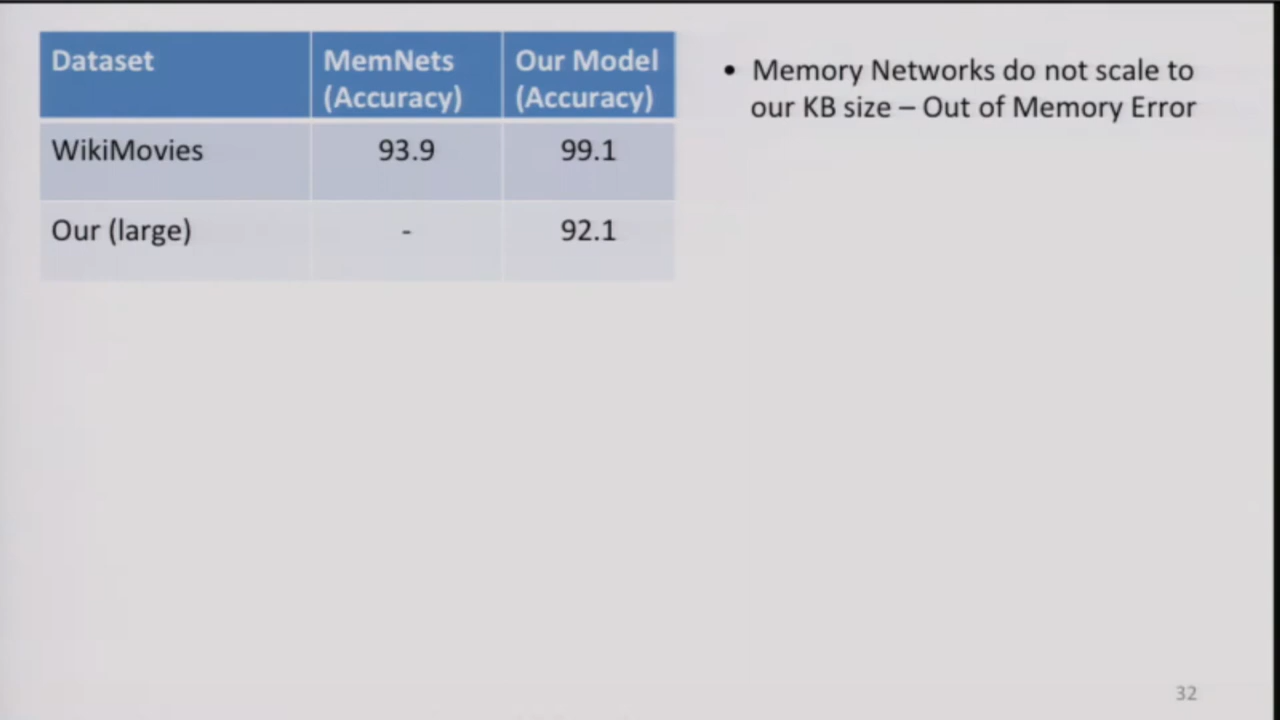 Dataset
MemNets
(Accuracy)
Our Model
(Accuracy)
WikiMovies
93.9
99.1
Our (large)
-
92.1
• Memory Networks do not scale to
our KB size – Out of Memory Error
32